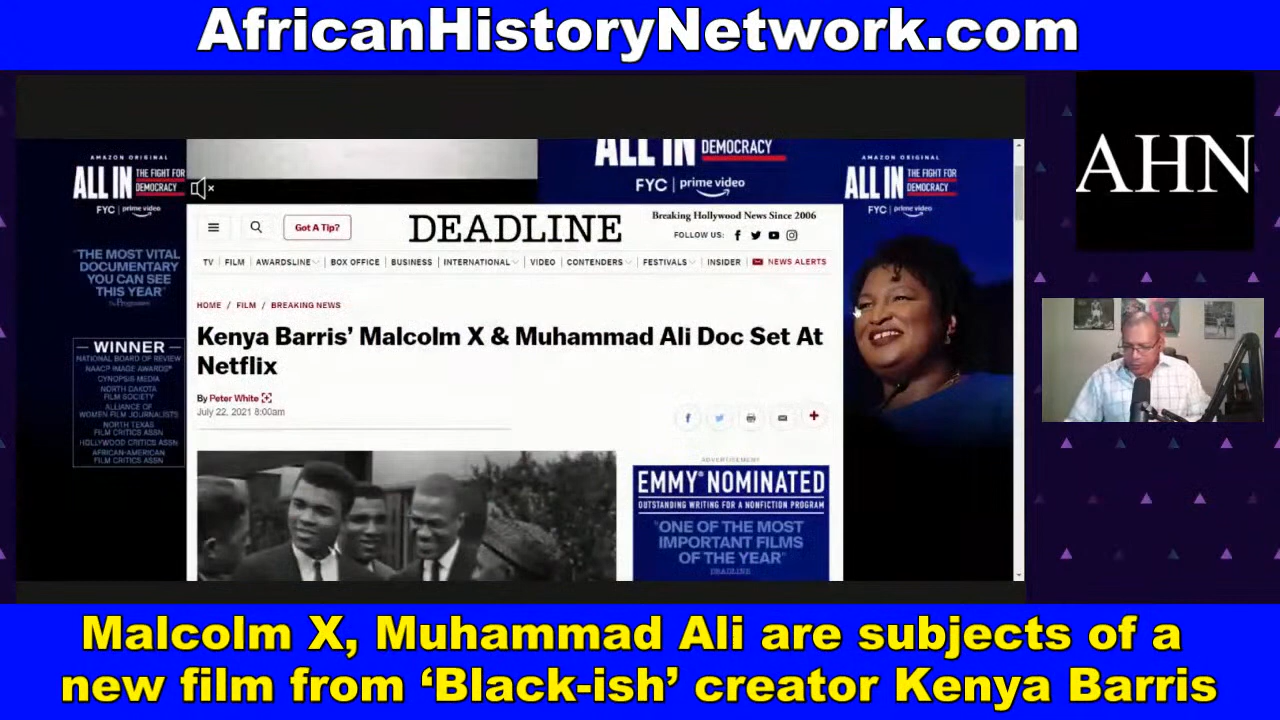 AfricanHistoryNetwork.com
AHN
AMAZON ORIGINAL
ALL IN THE FIGHT FOR DEMOCRACY
FYC | prime video
"THE MOST VITAL
DOCUMENTARY
YOU CAN SEE
THIS YEAR"
WINNER
NATIONAL BOARD OF REVIEW
NAACP IMAGE AWARDS®
CYNOPSIS MEDIA
NORTH DAKOTA
FILM SOCIETY
ALLIANCE OF
WOMEN FILM JOURNALISTS
NORTH TEXAS
FILM CRITICS ASSN
HOLLYWOOD CRITICS ASSN
AFRICAN-AMERICAN
FILM CRITICS ASSN
ALL IN DEMOCRACY
FYC | prime video
AMAZON ORIGINAL
ALL IN THE FIGHT FOR DEMOCRACY
FYC | prime video
Got A Tip?
DEADLINE
Breaking Hollywood News Since 2006
FOLLOW US:
TV FILM AWARDSLINE BOX OFFICE BUSINESS INTERNATIONAL VIDEO CONTENDERS FESTIVALS INSIDER NEWS ALERTS
HOME / FILM / BREAKING NEWS
Kenya Barris' Malcolm X & Muhammad Ali Doc Set At
Netflix
By Peter White
July 22, 2021 8:00am
ADVERTISEMENT
EMMY® NOMINATED
OUTSTANDING WRITING FOR A NONFICTION PROGRAM
"ONE OF THE MOST
IMPORTANT FILMS
OF THE YEAR"
DEADLINE
Malcolm X, Muhammad Ali are subjects of a
new film from ‘Black-ish’ creator Kenya Barris